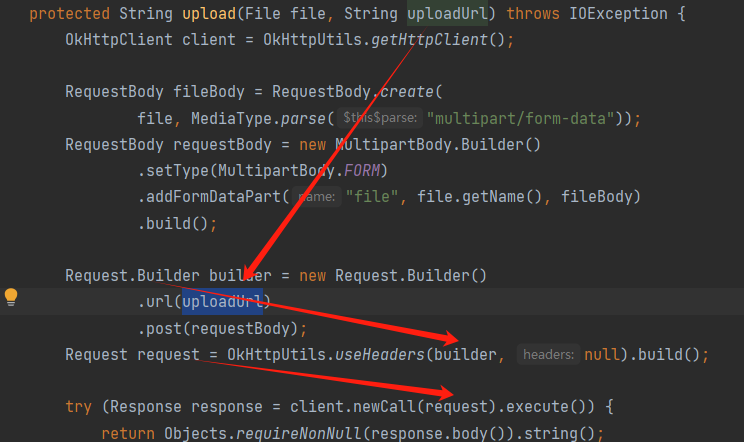 protected String upload(File file, String uploadUrl) throws IOException {
OkHttpClient client = OkHttpUtils.getHttpClient();
RequestBody fileBody = RequestBody.create(
file, MediaType.parse( $this$parse: "multipart/form-data"));
RequestBody requestBody = new MultipartBody.Builder()
.setType(MultipartBody.FORM)
.addFormDataPart( name: "file", file.getName(), fileBody)
.build();
Request.Builder builder = new Request.Builder()
.url(uploadUrl)
.post(requestBody);
Request request = OkHttpUtils.useHeaders(builder, headers: null).build();
try (Response response = client.newCall(request).execute()) {
return Objects.requireNonNull(response.body()).string();